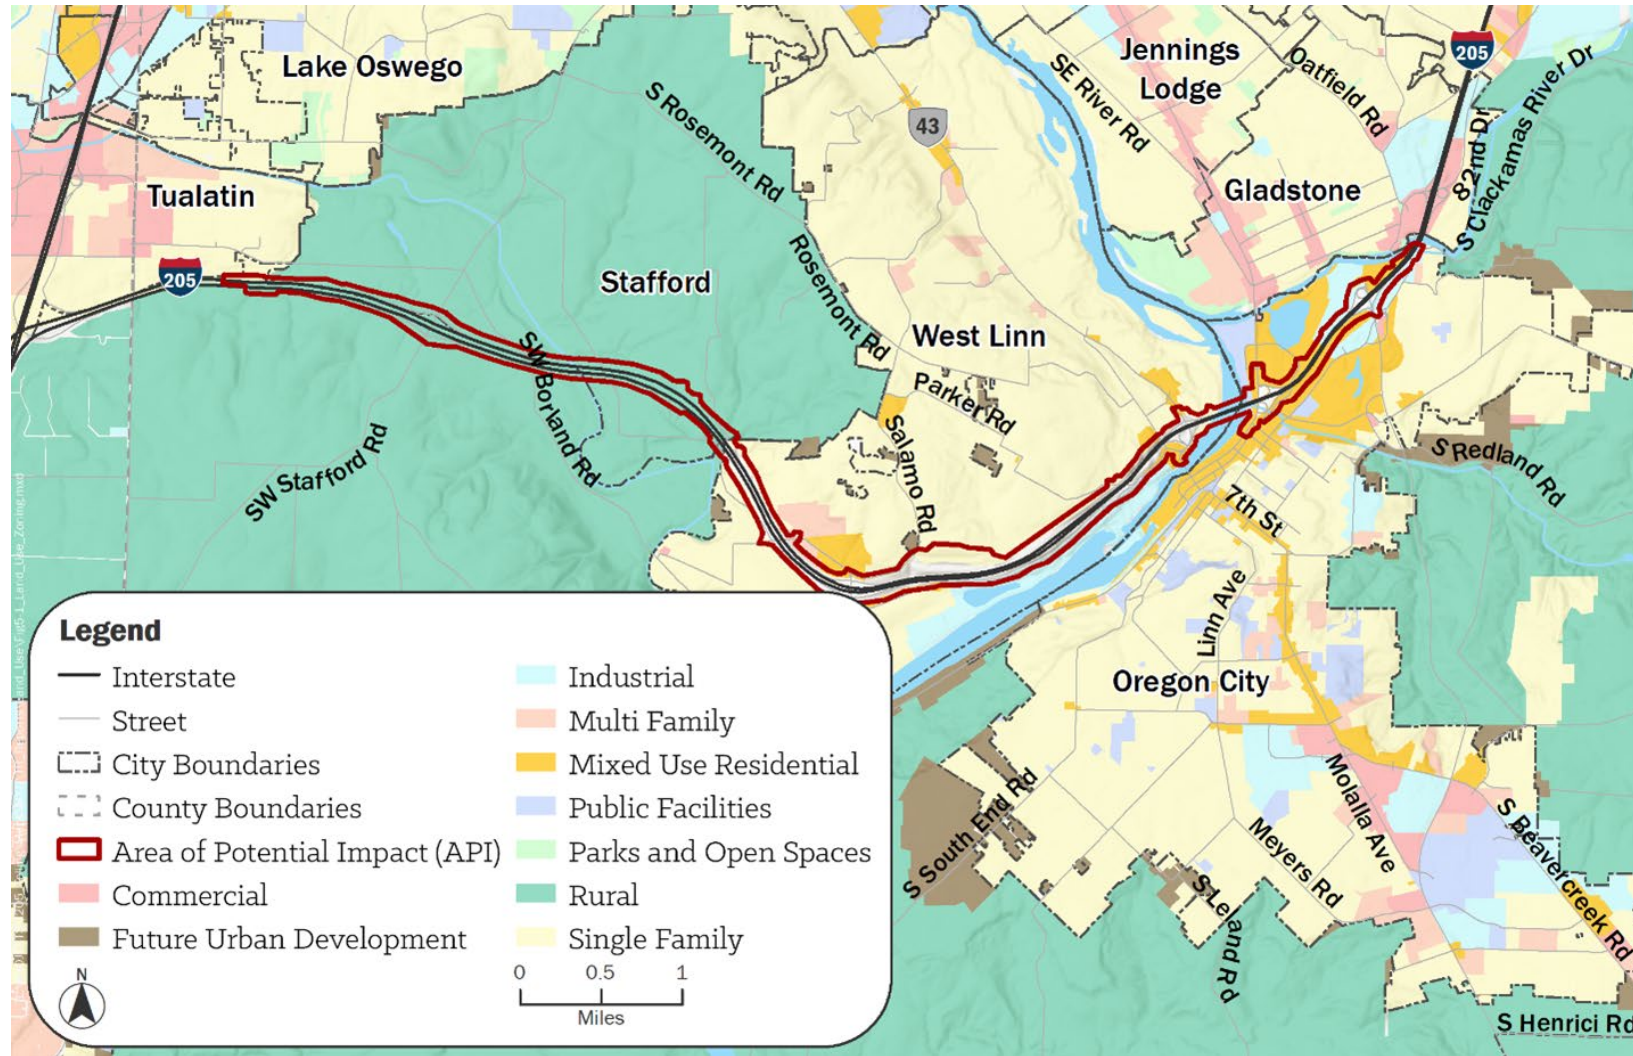 Lake Oswego
Tualatin
205
S Rosemont Rd
43
SE River Rd
Jennings
Lodge
Oatfield Rd
205
82nd Dr
S Clackamas River Dr
Gladstone
Stafford
Rosemont Rd
West Linn
Parker Rd
Salamo Rd
SW Borland Rd
SW Stafford Rd
S Redland Rd
7th St
Linn Ave
Oregon City
S South End Rd
Molalla Ave
Meyers Rd
S Beavercreek Rd
S Leland Rd
S Henrici Rd
and_Use\Fig5-1_Land_Use_Zoning.mxd
Legend
Interstate
Street
City Boundaries
County Boundaries
Area of Potential Impact (API)
Commercial
Future Urban Development
Industrial
Multi Family
Mixed Use Residential
Public Facilities
Parks and Open Spaces
Rural
Single Family
N
0 0.5 1
Miles